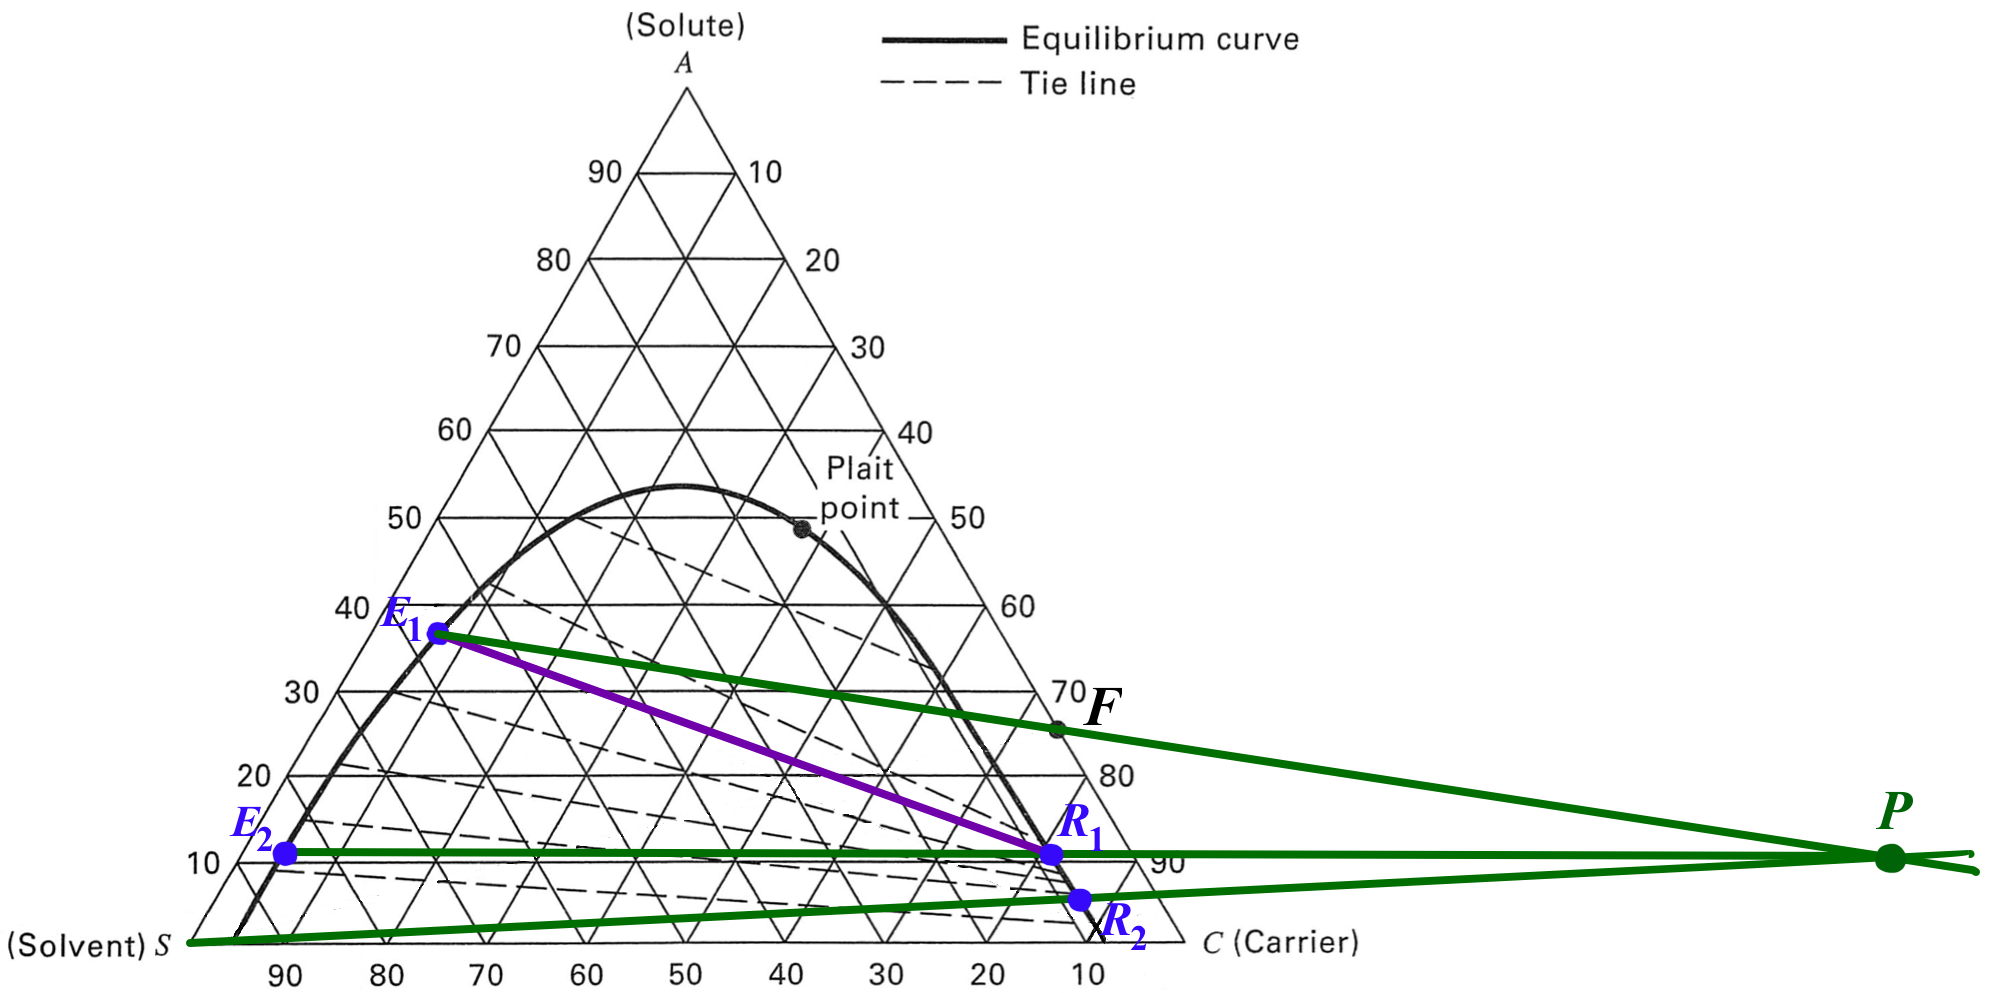 (Solute)
A
Equilibrium curve
Tie line
90 10
80 20
70 30
60 40
Plait
point
50 50
40 60
E1
30 70
F
20 80
E2
R1
P
10 90
R2
(Solvent) S
C (Carrier)
90 80 70 60 50 40 30 20 10